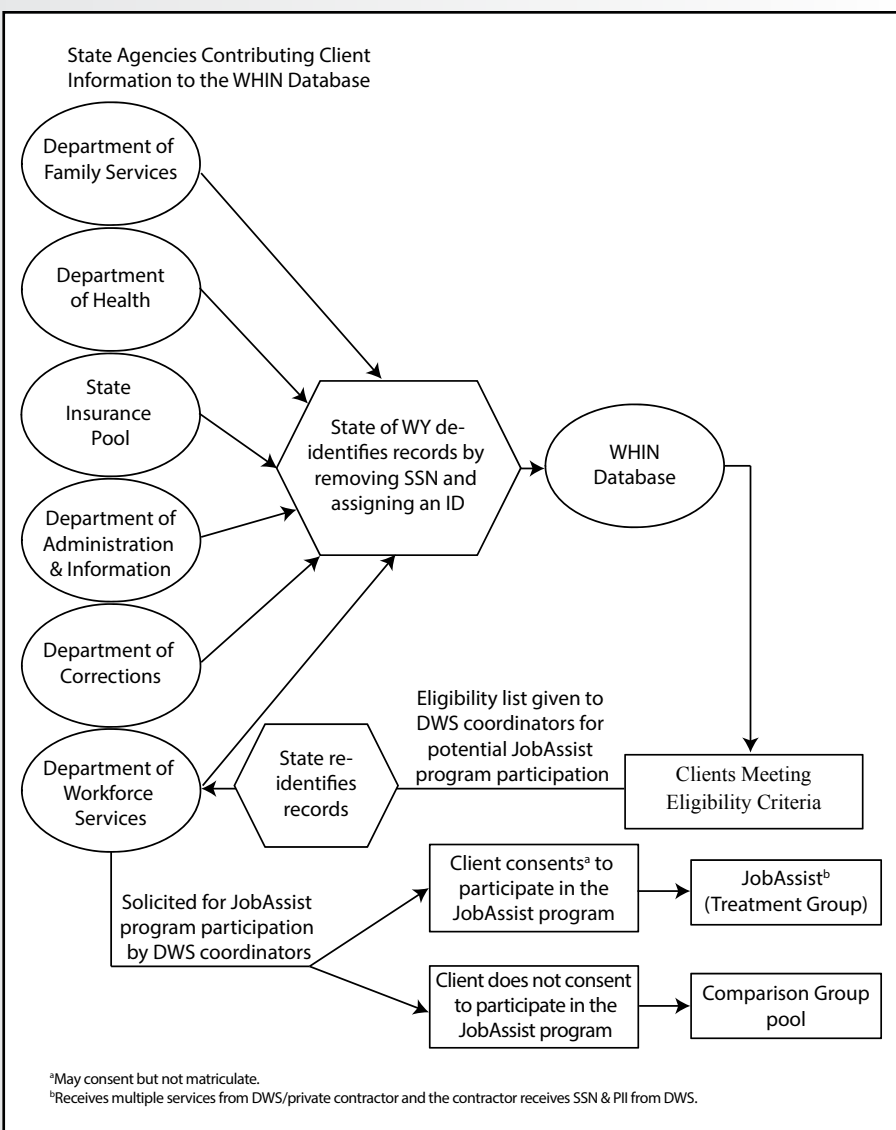 State Agencies Contributing Client
Information to the WHIN Database
Department of
Family Services
Department
of Health
State
Insurance
Pool
Department of
Administration
& Information
Department of
Corrections
Department of
Workforce
Services
State of WY de-
identifies records by
removing SSN and
assigning an ID
WHIN
Database
Clients Meeting
Eligibility Criteria
Eligibility list given to
DWS coordinators for
potential JobAssist
program participation
State re-
identifies
records
Solicited for JobAssist
program participation
by DWS coordinators
Client consentsᵃ to
participate in the
JobAssist program
JobAssistᵇ
(Treatment Group)
Client does not consent
to participate in the
JobAssist program
Comparison Group
pool
ᵃMay consent but not matriculate.
ᵇReceives multiple services from DWS/private contractor and the contractor receives SSN & PII from DWS.